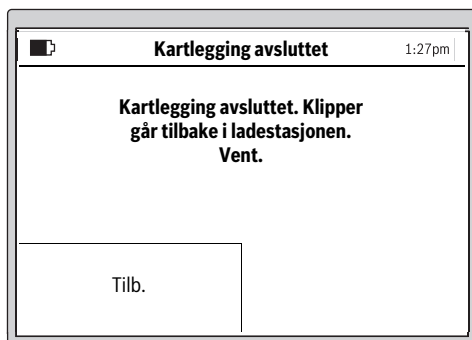 Kartlegging avsluttet 1:27pm
Kartlegging avsluttet. Klipper
går tilbake i ladestasjonen.
Vent.
Tilb.